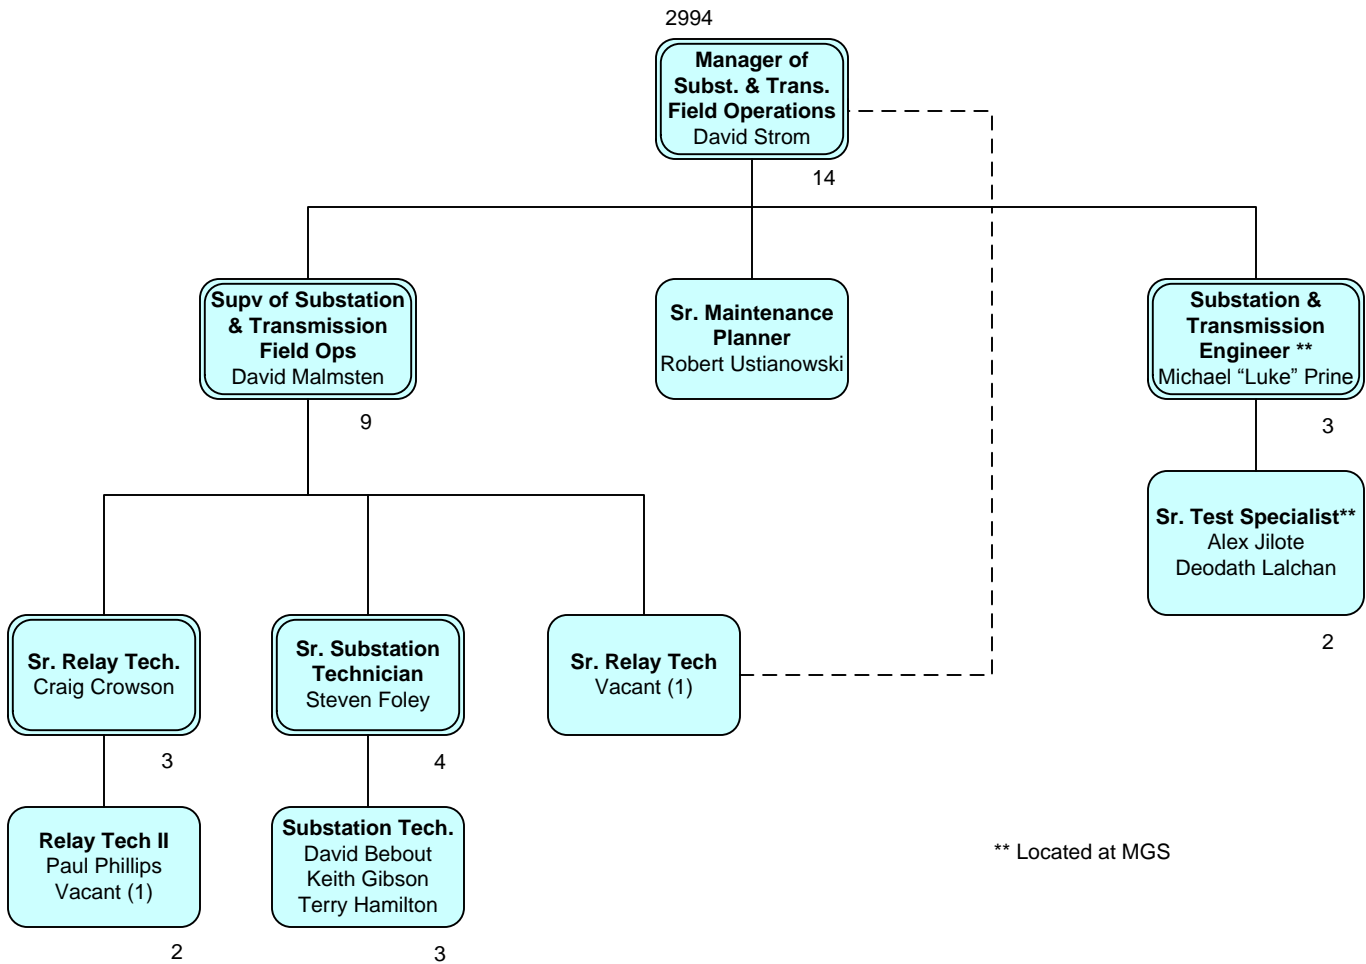 2994
Manager of
Subst. & Trans.
Field Operations
David Strom
14
Supv of Substation
& Transmission
Field Ops
David Malmsten
9
Sr. Maintenance
Planner
Robert Ustianowski
Substation &
Transmission
Engineer **
Michael “Luke” Prine
3
Sr. Test Specialist**
Alex Jilote
Deodath Lalchan
2
Sr. Relay Tech.
Craig Crowson
3
Sr. Substation
Technician
Steven Foley
4
Sr. Relay Tech
Vacant (1)
Relay Tech II
Paul Phillips
Vacant (1)
2
Substation Tech.
David Bebout
Keith Gibson
Terry Hamilton
3
** Located at MGS